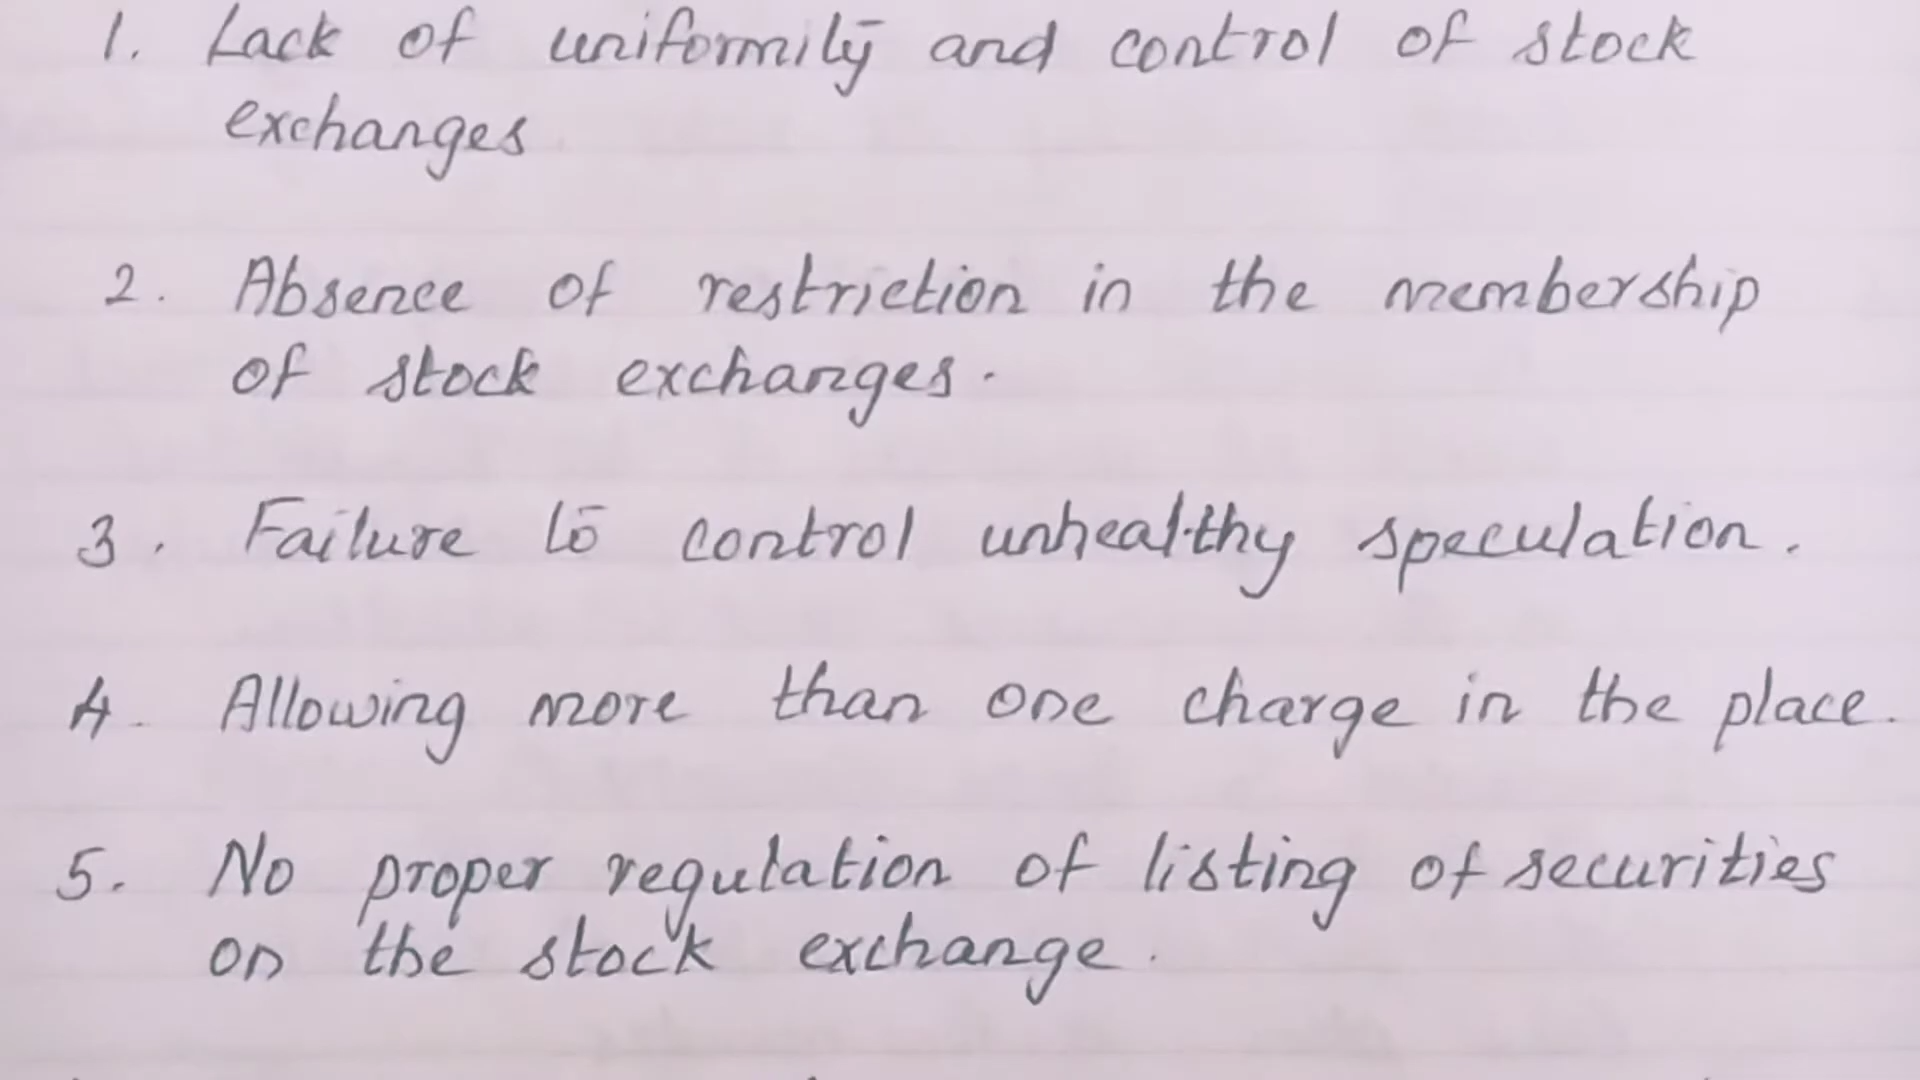 1. Lack of uniformity and control of stock
exchanges
2. Absence of restriction in the membership
of stock exchanges.
3. Failure to control unhealthy speculation.
4. Allowing more than one charge in the place.
5. No proper regulation of listing of securities
on the stock exchange.